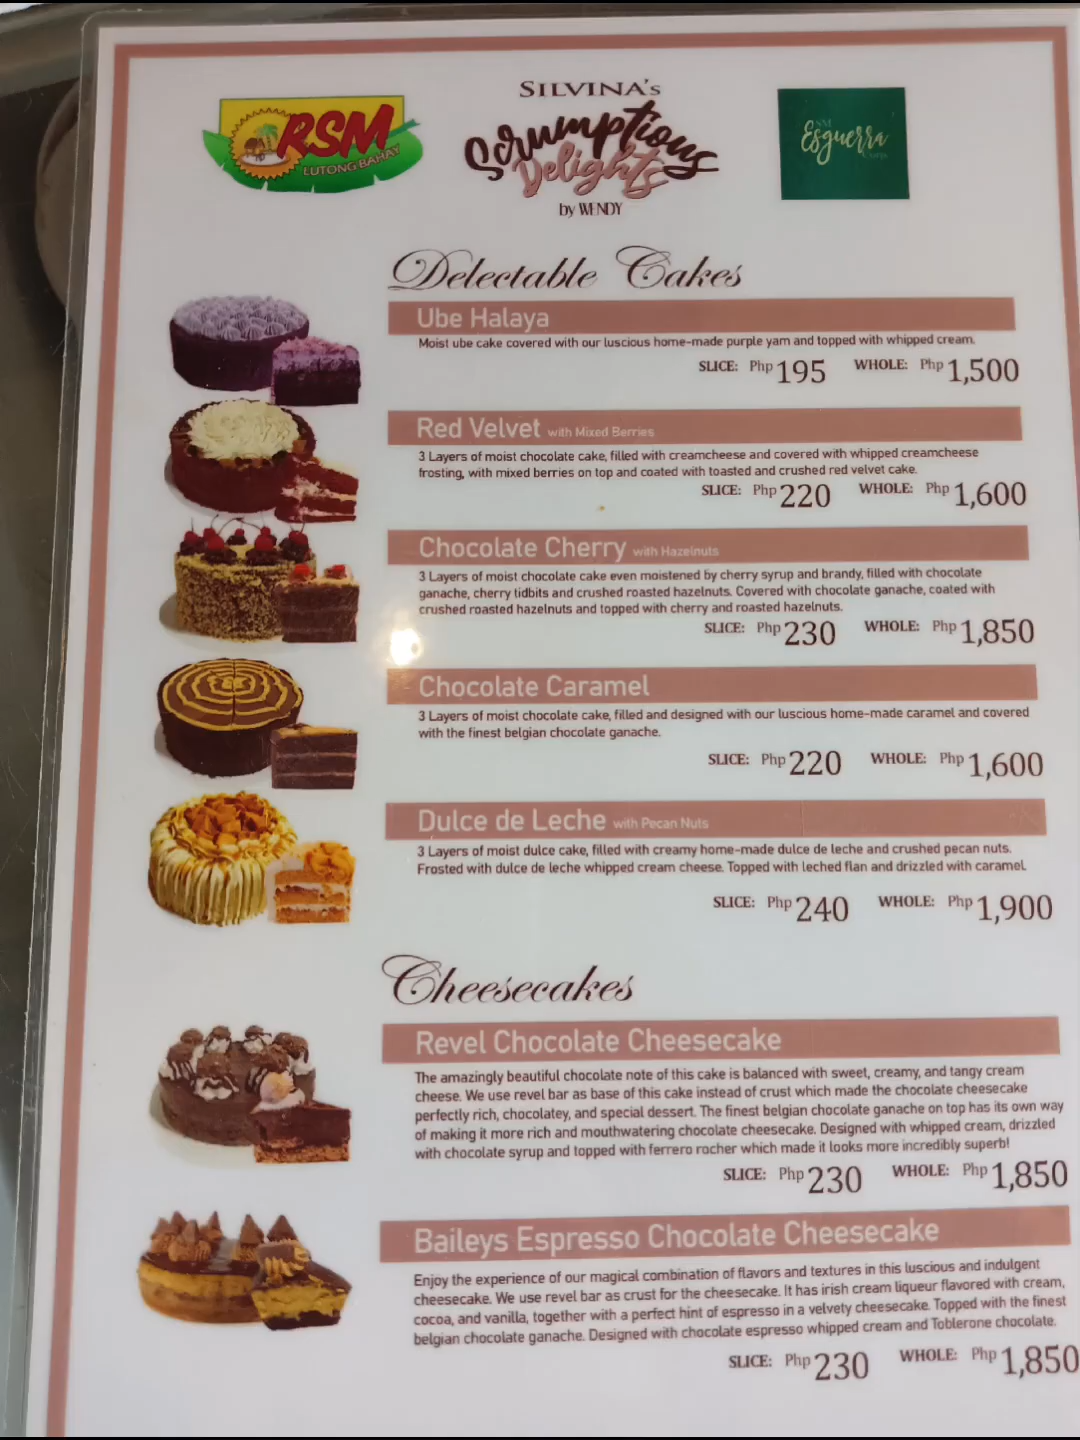 SILVINA's
RSM
LUTONG BAHAY
Scrumptious
Delights
by WENDY
Esguerra
Delectable Cakes
Ube Halaya
Moist ube cake covered with our luscious home-made purple yam and topped with whipped cream.
SLICE: Php 195 WHOLE: Php 1,500
Red Velvet with Mixed Berries
3 Layers of moist chocolate cake, filled with creamcheese and covered with whipped creamcheese
frosting, with mixed berries on top and coated with toasted and crushed red velvet cake.
SLICE: Php 220 WHOLE: Php 1,600
Chocolate Cherry with Hazelnuts
3 Layers of moist chocolate cake even moistened by cherry syrup and brandy, filled with chocolate
ganache, cherry tidbits and crushed roasted hazelnuts. Covered with chocolate ganache, coated with
crushed roasted hazelnuts and topped with cherry and roasted hazelnuts.
SLICE: Php 230 WHOLE: Php 1,850
Chocolate Caramel
3 Layers of moist chocolate cake, filled and designed with our luscious home-made caramel and covered
with the finest belgian chocolate ganache.
SLICE: Php 220 WHOLE: Php 1,600
Dulce de Leche with Pecan Nuts
3 Layers of moist dulce cake, filled with creamy home-made dulce de leche and crushed pecan nuts.
Frosted with dulce de leche whipped cream cheese. Topped with leched flan and drizzled with caramel
SLICE: Php 240 WHOLE: Php 1,900
Cheesecakes
Revel Chocolate Cheesecake
The amazingly beautiful chocolate note of this cake is balanced with sweet, creamy, and tangy cream
cheese. We use revel bar as base of this cake instead of crust which made the chocolate cheesecake
perfectly rich, chocolatey, and special dessert. The finest belgian chocolate ganache on top has its own way
of making it more rich and mouthwatering chocolate cheesecake. Designed with whipped cream, drizzled
with chocolate syrup and topped with ferrero rocher which made it looks more incredibly superb!
SLICE: Php 230 WHOLE: Php 1,850
Baileys Espresso Chocolate Cheesecake
Enjoy the experience of our magical combination of flavors and textures in this luscious and indulgent
cheesecake. We use revel bar as crust for the cheesecake. It has irish cream liqueur flavored with cream,
cocoa, and vanilla, together with a perfect hint of espresso in a velvety cheesecake. Topped with the finest
belgian chocolate ganache. Designed with chocolate espresso whipped cream and Toblerone chocolate.
SLICE: Php 230 WHOLE: Php 1,850